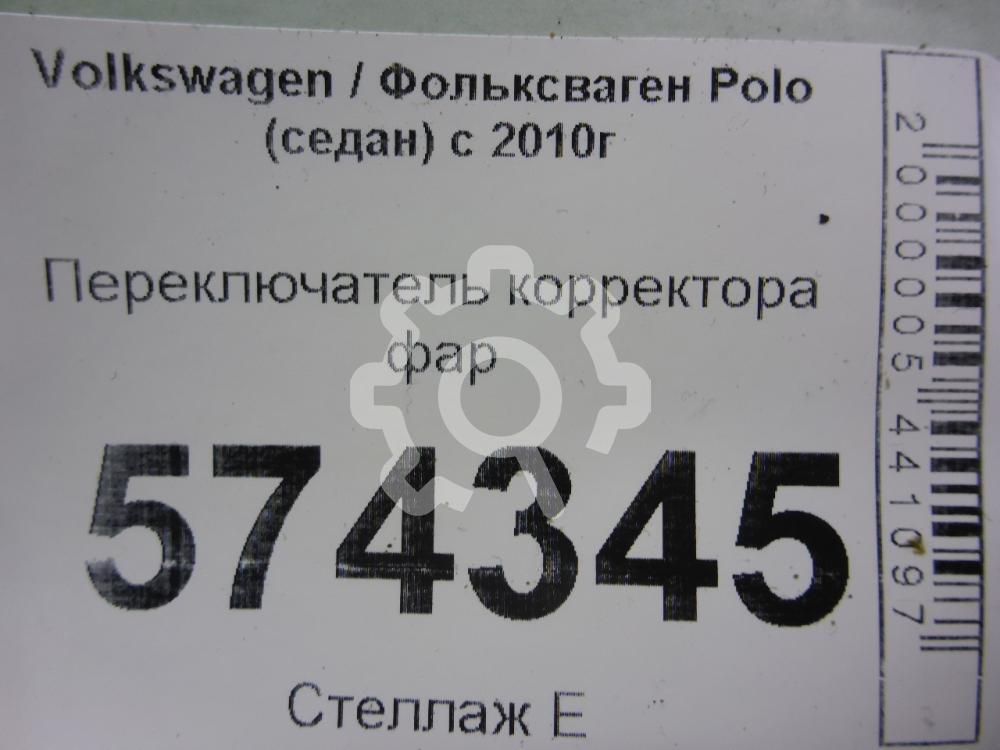 Volkswagen / Фольксваген Polo
(седан) с 2010г
Переключатель корректора
фар
574345
Стеллаж Е
2000005441097